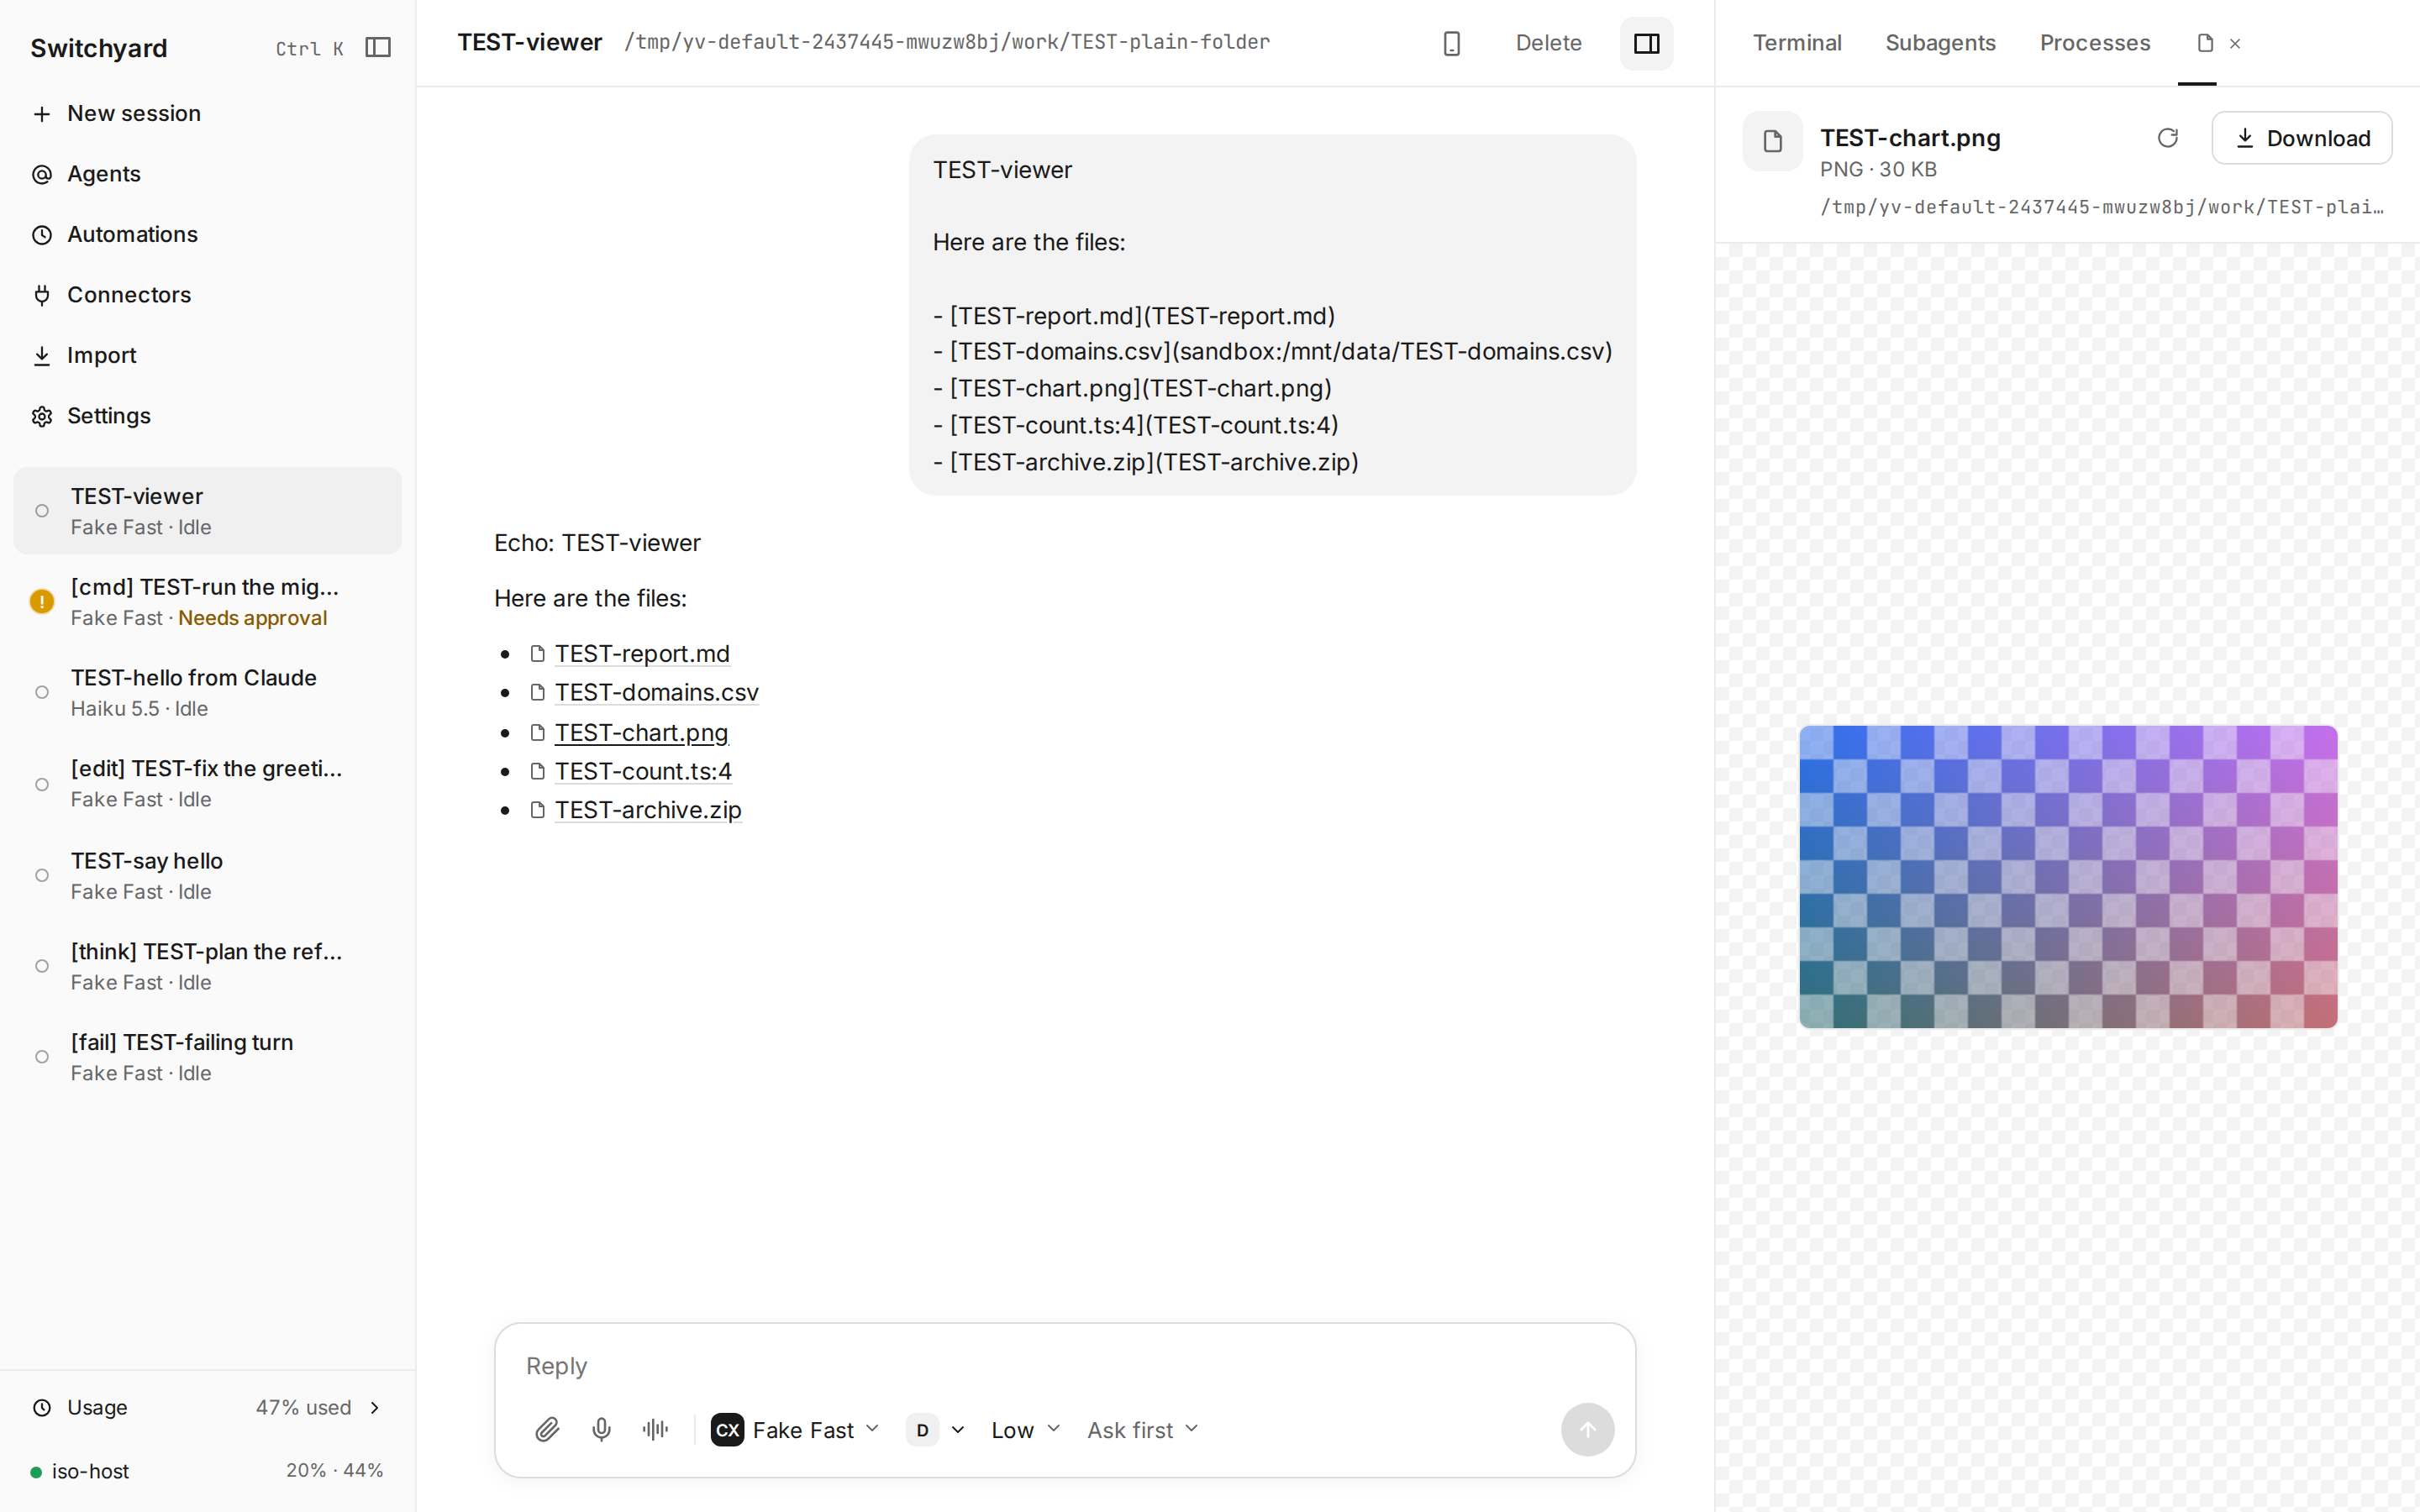 Switchyard
Ctrl K
New session
Agents
Automations
Connectors
Import
Settings
TEST-viewer
Fake Fast · Idle
[cmd] TEST-run the mig...
Fake Fast · Needs approval
TEST-hello from Claude
Haiku 5.5 · Idle
[edit] TEST-fix the greeti...
Fake Fast · Idle
TEST-say hello
Fake Fast · Idle
[think] TEST-plan the ref...
Fake Fast · Idle
[fail] TEST-failing turn
Fake Fast · Idle
Usage
47% used
iso-host
20% · 44%
TEST-viewer
/tmp/yv-default-2437445-mwuzw8bj/work/TEST-plain-folder
Delete
TEST-viewer
Here are the files:
- [TEST-report.md](TEST-report.md)
- [TEST-domains.csv](sandbox:/mnt/data/TEST-domains.csv)
- [TEST-chart.png](TEST-chart.png)
- [TEST-count.ts:4](TEST-count.ts:4)
- [TEST-archive.zip](TEST-archive.zip)
Echo: TEST-viewer
Here are the files:
TEST-report.md
TEST-domains.csv
TEST-chart.png
TEST-count.ts:4
TEST-archive.zip
Reply
CX Fake Fast
D
Low
Ask first
Terminal
Subagents
Processes
TEST-chart.png
PNG · 30 KB
/tmp/yv-default-2437445-mwuzw8bj/work/TEST-plai...
Download